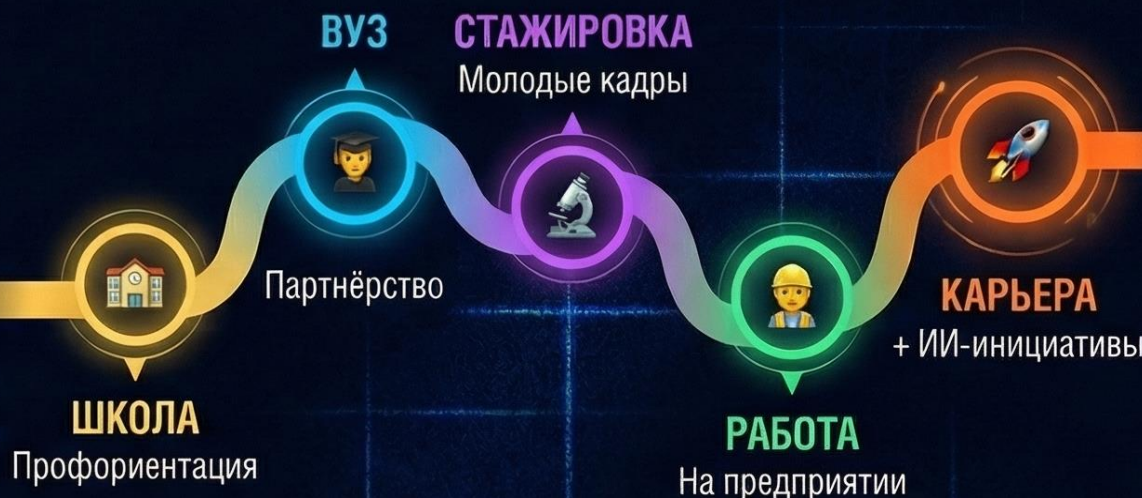 ВУЗ
СТАЖИРОВКА
Молодые кадры
Партнёрство
КАРЬЕРА
+ ИИ-инициативы
ШКОЛА
Профориентация
РАБОТА
На предприятии